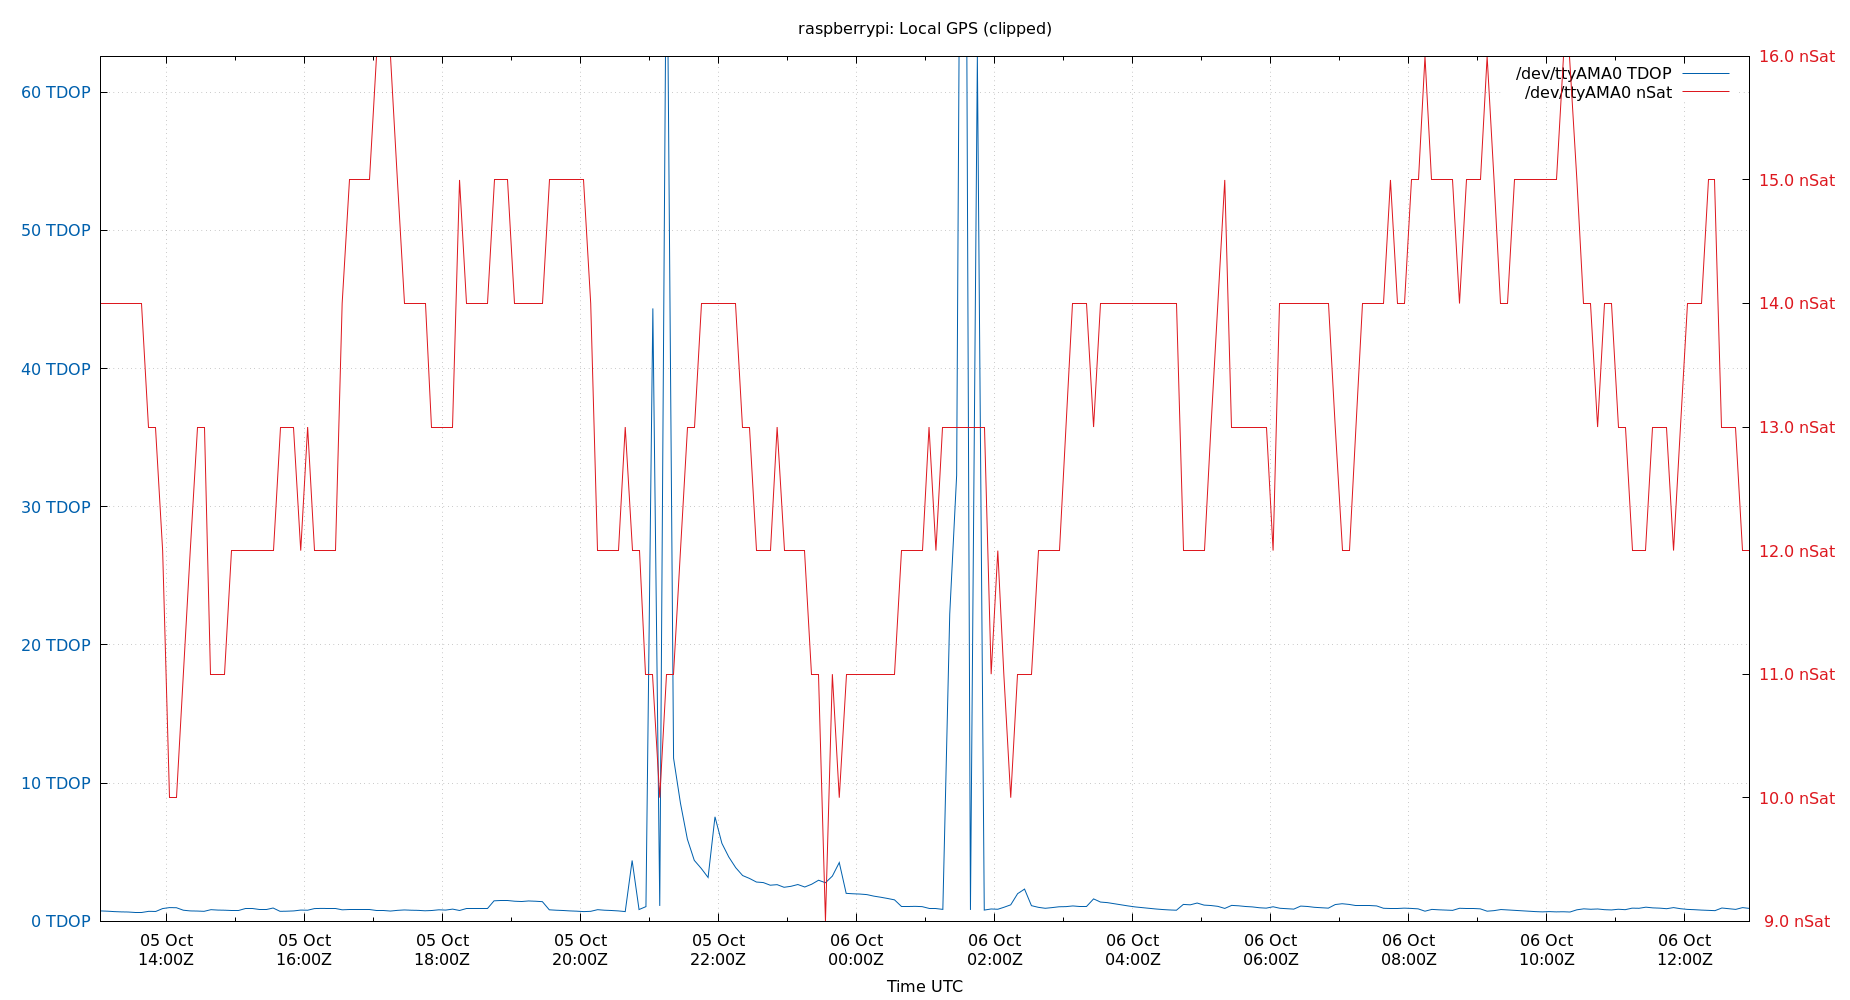 raspberrypi: Local GPS (clipped)
/dev/ttyAMA0 TDOP
/dev/ttyAMA0 nSat
60 TDOP
50 TDOP
40 TDOP
30 TDOP
20 TDOP
10 TDOP
0 TDOP
16.0 nSat
15.0 nSat
14.0 nSat
13.0 nSat
12.0 nSat
11.0 nSat
10.0 nSat
9.0 nSat
05 Oct
14:00Z
05 Oct
16:00Z
05 Oct
18:00Z
05 Oct
20:00Z
05 Oct
22:00Z
06 Oct
00:00Z
06 Oct
02:00Z
06 Oct
04:00Z
06 Oct
06:00Z
06 Oct
08:00Z
06 Oct
10:00Z
06 Oct
12:00Z
Time UTC